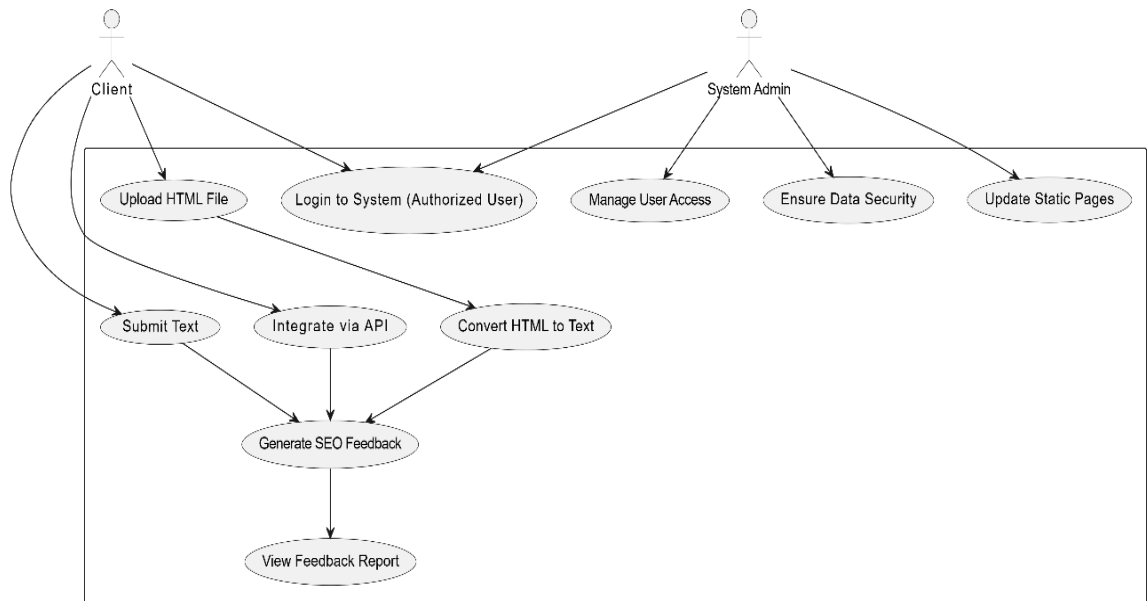 Client
System Admin
Upload HTML File
Login to System (Authorized User)
Manage User Access
Ensure Data Security
Update Static Pages
Submit Text
Integrate via API
Convert HTML to Text
Generate SEO Feedback
View Feedback Report